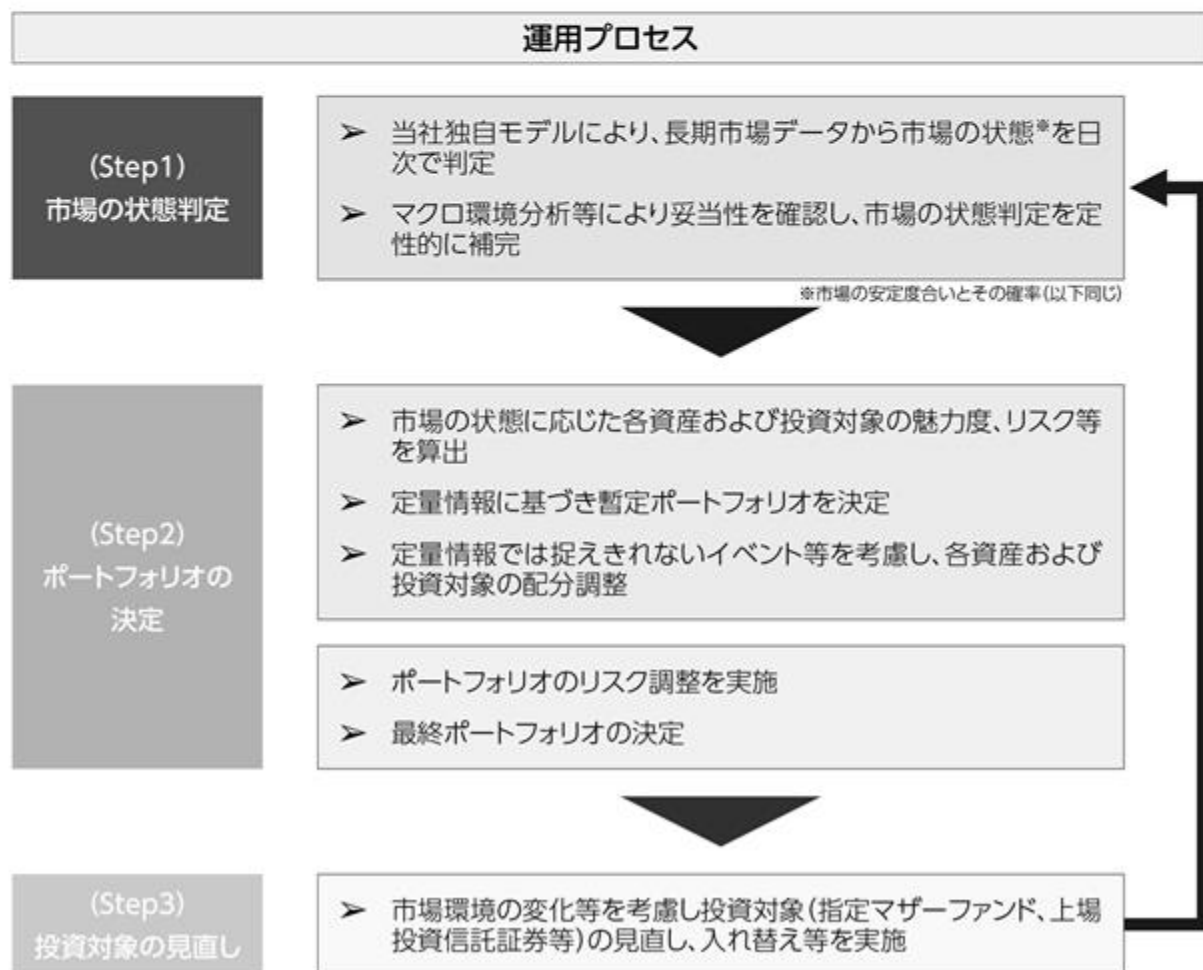 運用プロセス
(Step1)
市場の状態判定
➢ 当社独自モデルにより、長期市場データから市場の状態※を日
次で判定
➢ マクロ環境分析等により妥当性を確認し、市場の状態判定を定
性的に補完
※市場の安定度合いとその確率(以下同じ)
(Step2)
ポートフォリオの
決定
➢ 市場の状態に応じた各資産および投資対象の魅力度、リスク等
を算出
➢ 定量情報に基づき暫定ポートフォリオを決定
➢ 定量情報では捉えきれないイベント等を考慮し、各資産および
投資対象の配分調整
➢ ポートフォリオのリスク調整を実施
➢ 最終ポートフォリオの決定
(Step3)
投資対象の見直し
➢ 市場環境の変化等を考慮し投資対象(指定マザーファンド、上場
投資信託証券等)の見直し、入れ替え等を実施